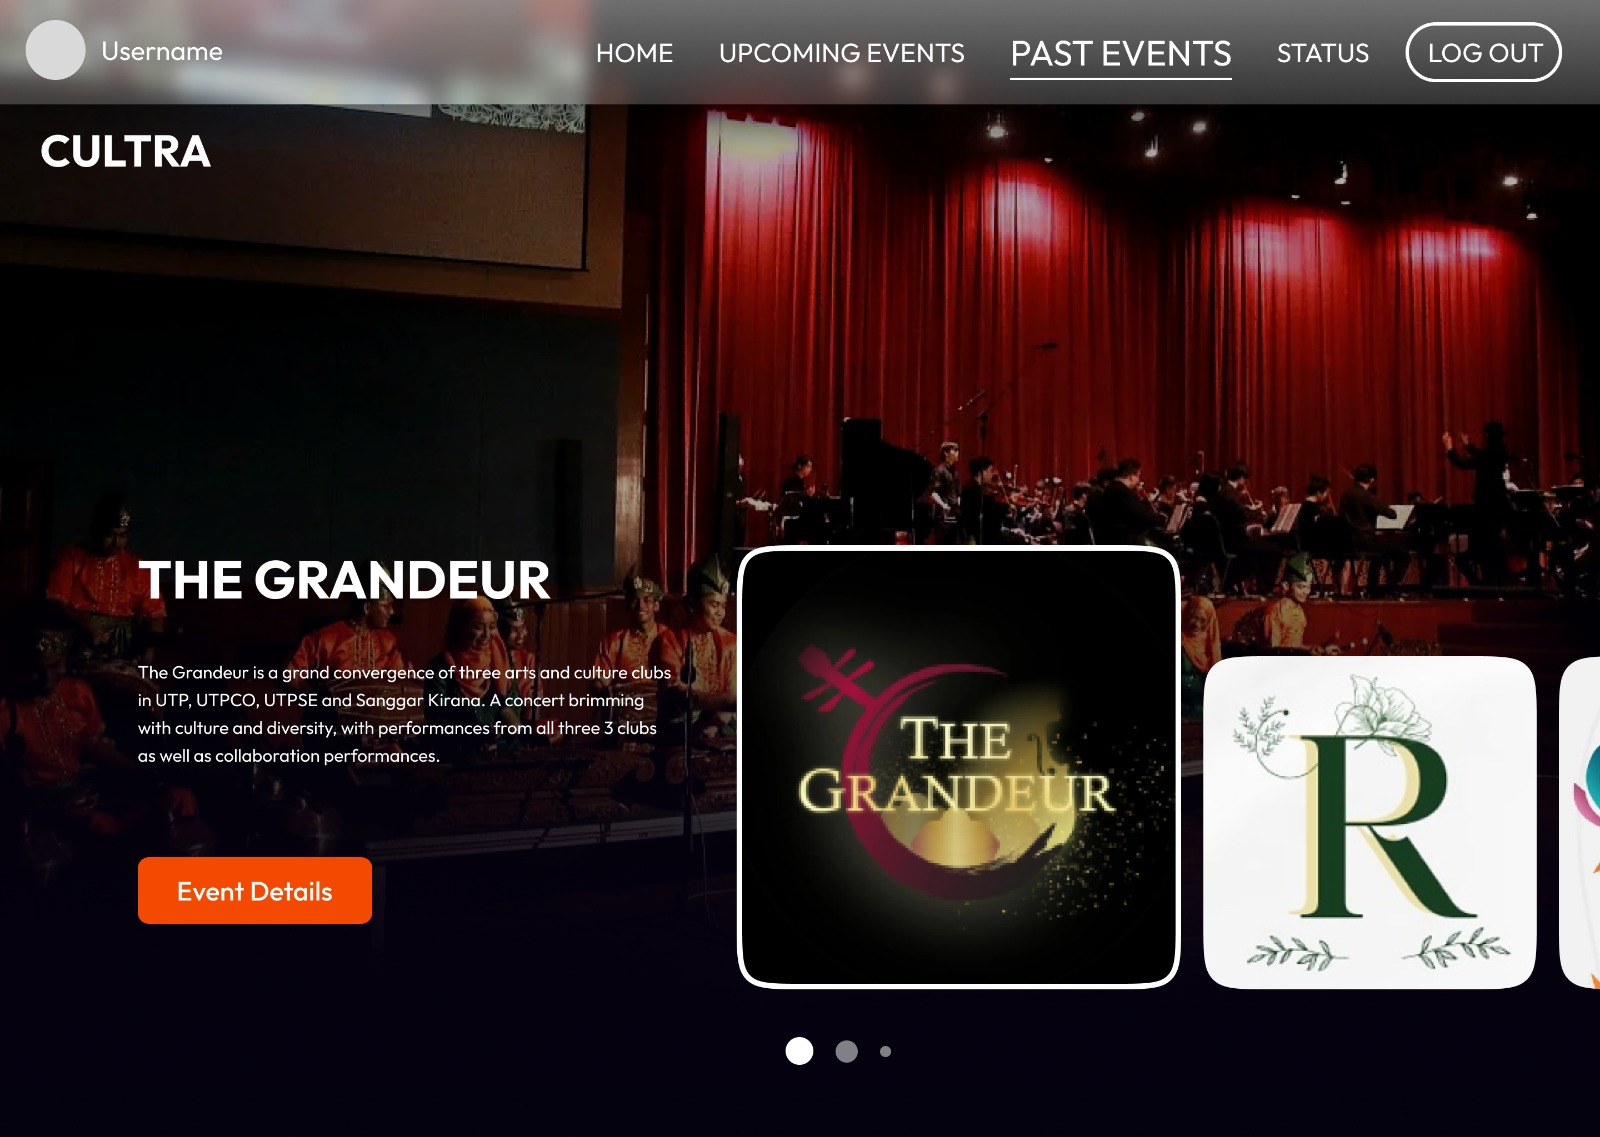 Username
HOME
UPCOMING EVENTS
PAST EVENTS
STATUS
LOG OUT
CULTRA
THE GRANDEUR
The Grandeur is a grand convergence of three arts and culture clubs
in UTP, UTPCO, UTPSE and Sanggar Kirana. A concert brimming
with culture and diversity, with performances from all three 3 clubs
as well as collaboration performances.
Event Details
THE
GRANDEUR
R